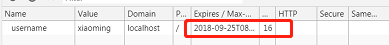 Name Value Domain P... Expires / Max-... ... HTTP Secure Same...
username xiaoming localhost / 2018-09-25T08... 16